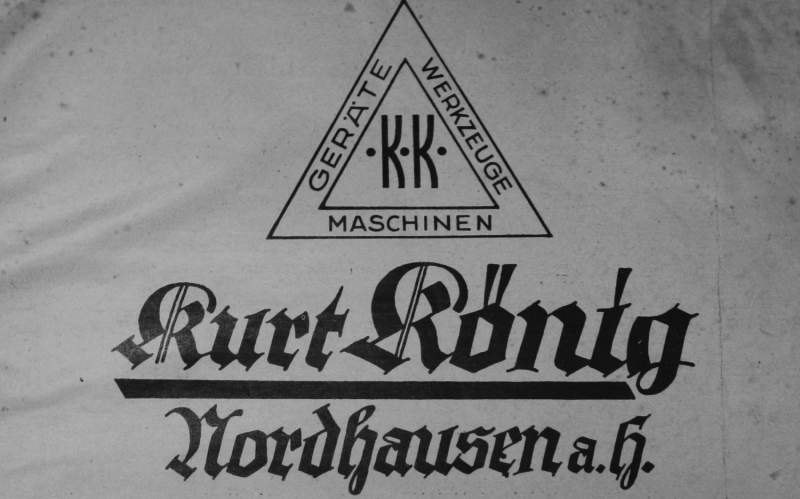 GERÄTE
WERKZEUGE
·K·K·
MASCHINEN
Kurt König
Nordhausen a.H.